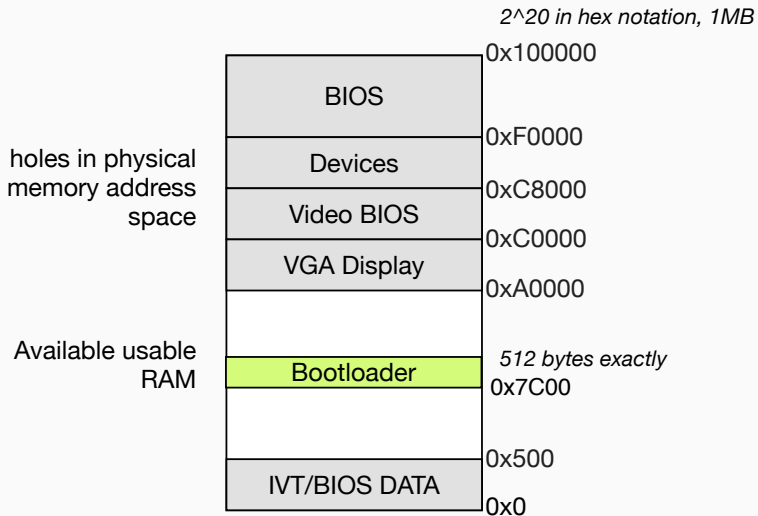 2^20 in hex notation, 1MB
0x100000
BIOS
0xF0000
holes in physical
memory address
space
Devices
0xC8000
Video BIOS
0xC0000
VGA Display
0xA0000
Available usable
RAM
512 bytes exactly
Bootloader
0x7C00
0x500
IVT/BIOS DATA
0x0